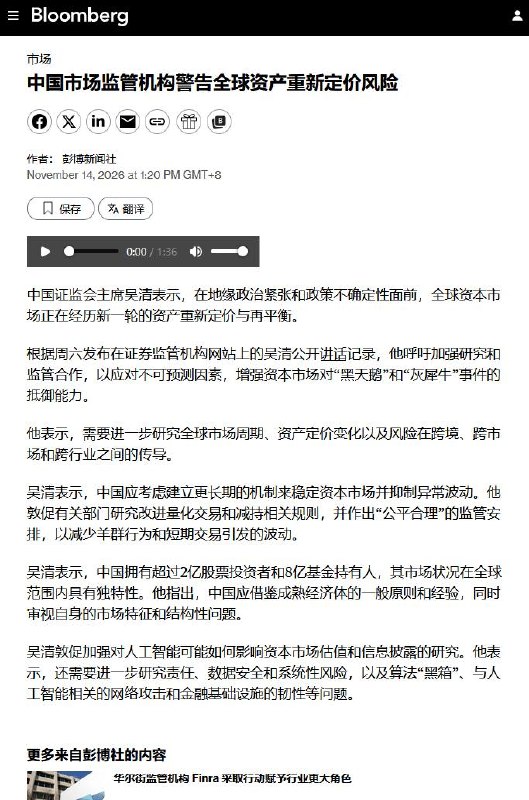 Bloomberg
市场
中国市场监管机构警告全球资产重新定价风险
作者： 彭博新闻社
November 14, 2026 at 1:20 PM GMT+8
保存
翻译
0:00 / 1:36
中国证监会主席吴清表示，在地缘政治紧张和政策不确定性面前，全球资本市
场正在经历新一轮的资产重新定价与再平衡。
根据周六发布在证券监管机构网站上的吴清公开讲话记录，他呼吁加强研究和
监管合作，以应对不可预测因素，增强资本市场对“黑天鹅”和“灰犀牛”事件的
抵御能力。
他表示，需要进一步研究全球市场周期、资产定价变化以及风险在跨境、跨市
场和跨行业之间的传导。
吴清表示，中国应考虑建立更长期的机制来稳定资本市场并抑制异常波动。他
敦促有关部门研究改进量化交易和减持相关规则，并作出“公平合理”的监管安
排，以减少羊群行为和短期交易引发的波动。
吴清表示，中国拥有超过2亿股票投资者和8亿基金持有人，其市场状况在全球
范围内具有独特性。他指出，中国应借鉴成熟经济体的一般原则和经验，同时
审视自身的市场特征和结构性问题。
吴清敦促加强对人工智能可能如何影响资本市场估值和信息披露的研究。他表
示，还需要进一步研究责任、数据安全和系统性风险，以及算法“黑箱”、与人
工智能相关的网络攻击和金融基础设施的韧性等问题。
更多来自彭博社的内容
华尔街监管机构 Finra 采取行动赋予行业更大角色